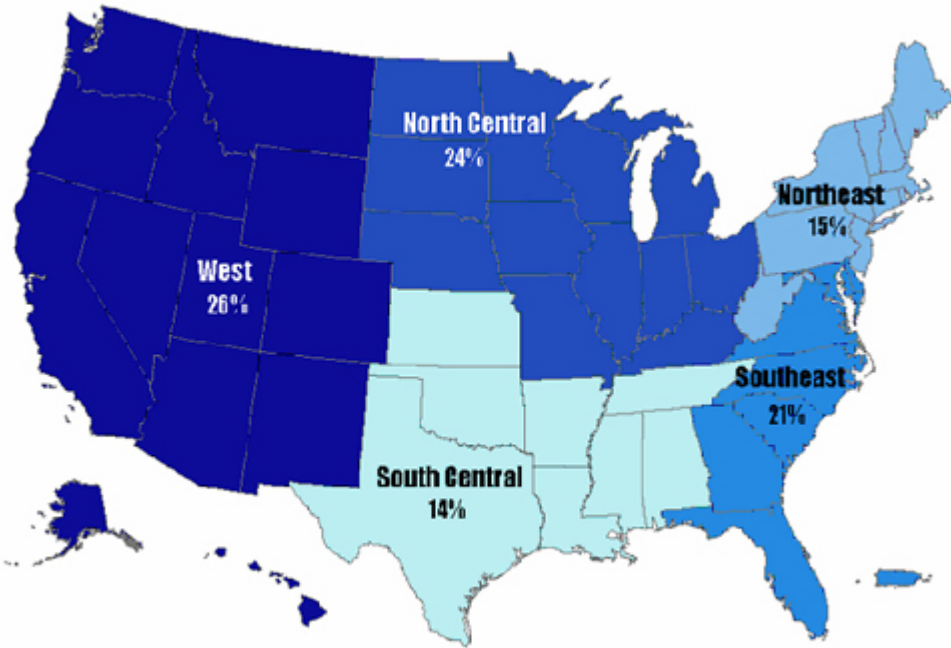 North Central
24%
Northeast
15%
West
26%
Southeast
21%
South Central
14%